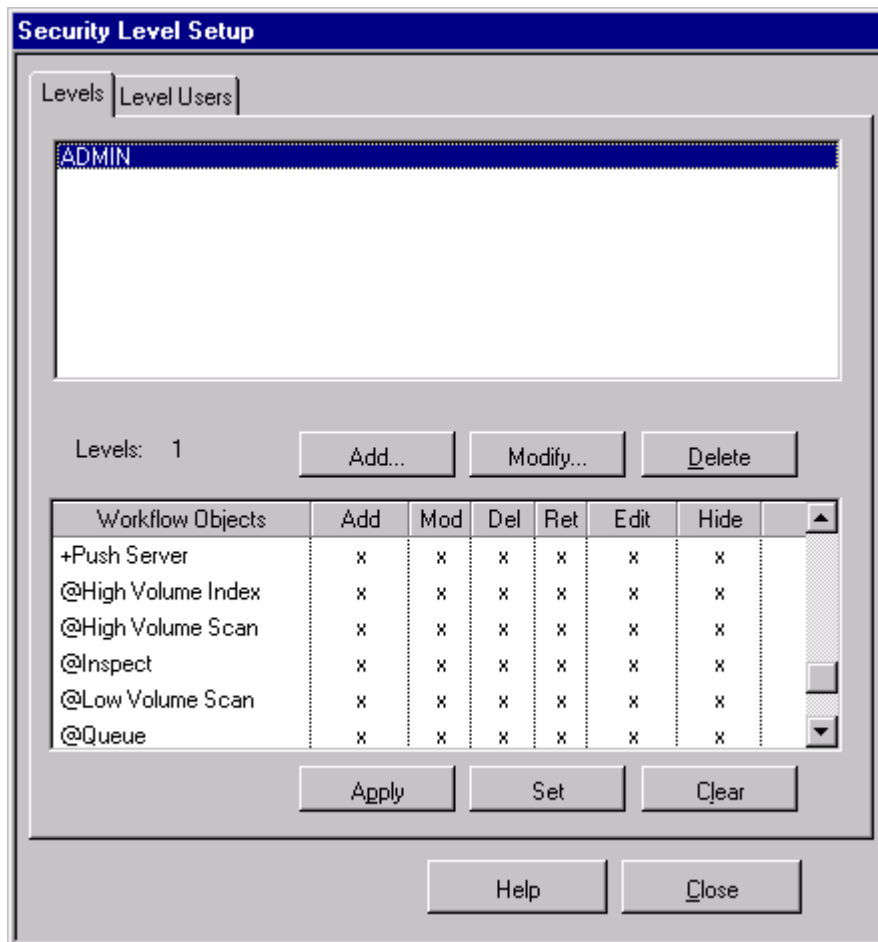 Security Level Setup
Levels Level Users
ADMIN
Levels: 1 Add... Modify... Delete
Workflow Objects Add Mod Del Ret Edit Hide
+Push Server x x x x x x
@High Volume Index x x x x x x
@High Volume Scan x x x x x x
@Inspect x x x x x x
@Low Volume Scan x x x x x x
@Queue x x x x x x
Apply Set Clear
Help Close